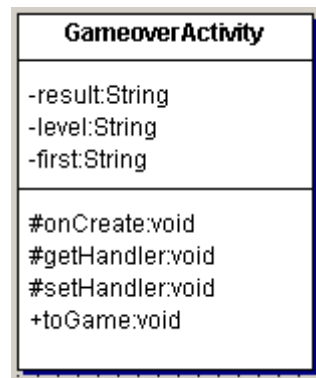 GameoverActivity
-result:String
-level:String
-first:String
#onCreate:void
#getHandler:void
#setHandler:void
+toGame:void